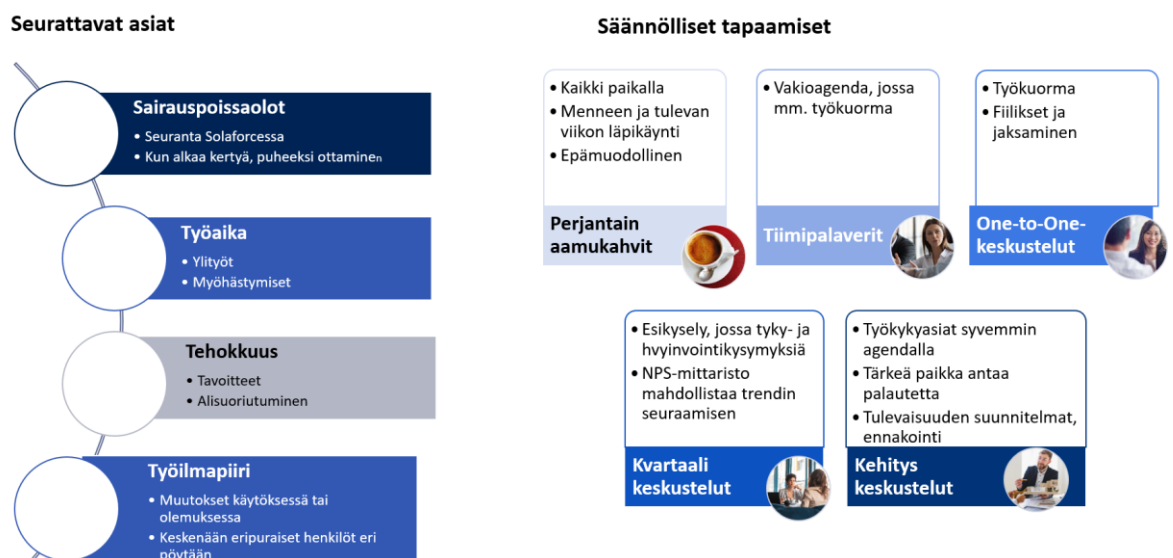 Seurattavat asiat
Sairauspoissaolot
• Seuranta Solaforcessa
• Kun alkaa kertyä, puheeksi ottaminen
Työaika
• Ylityöt
• Myöhästymiset
Tehokkuus
• Tavoitteet
• Alisuoriutuminen
Työilmapiiri
• Muutokset käytöksessä tai
olemuksessa
• Keskenään eripuraiset henkilöt eri
pöytään
Säännölliset tapaamiset
• Kaikki paikalla
• Menneen ja tulevan
viikon läpikäynti
• Epämuodollinen
Perjantain
aamukahvit
• Vakioagenda, jossa
mm. työkuorma
Tiimipalaverit
• Työkuorma
• Fiilikset ja
jaksaminen
One-to-One-
keskustelut
• Esikysely, jossa tyky- ja
hvyinvointikysymyksiä
• NPS-mittaristo
mahdollistaa trendin
seuraamisen
Kvartaali
keskustelut
• Työkykyasiat syvemmin
agendalla
• Tärkeä paikka antaa
palautetta
• Tulevaisuuden suunnitelmat,
ennakointi
Kehitys
keskustelut